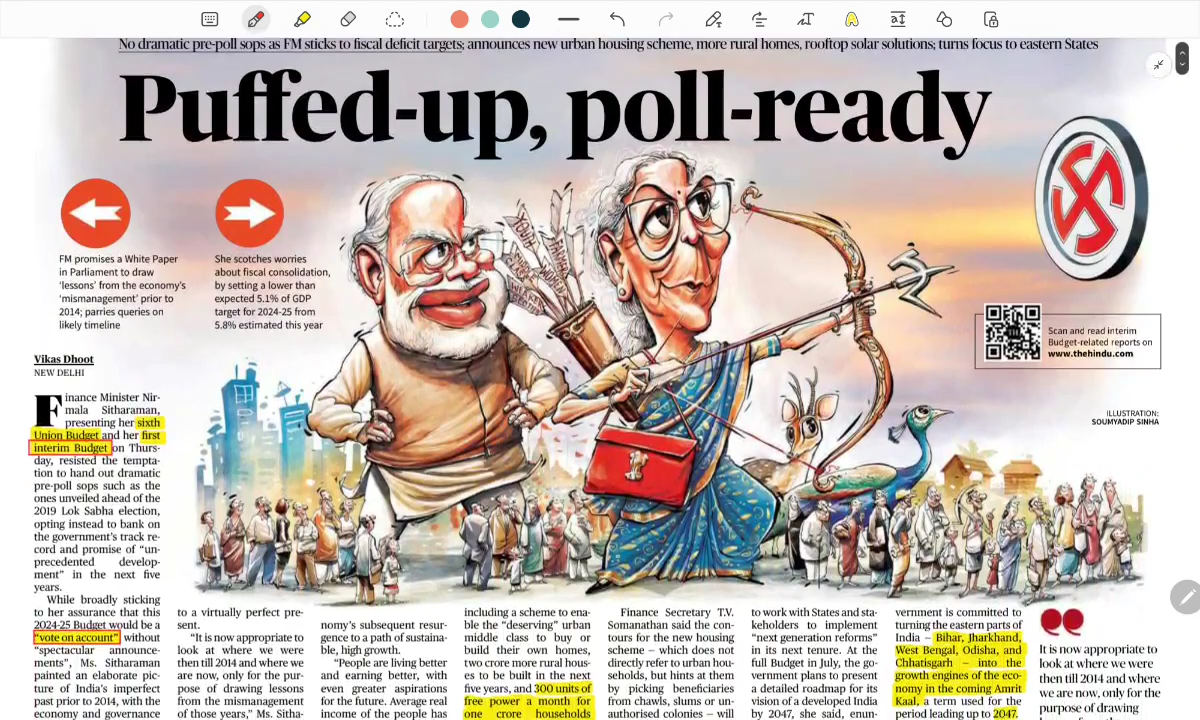 No dramatic pre-poll sops as FM sticks to fiscal deficit targets; announces new urban housing scheme, more rural homes, rooftop solar solutions; turns focus to eastern States
Puffed-up, poll-ready
FM promises a White Paper
in Parliament to draw
‘lessons’ from the economy’s
‘mismanagement’ prior to
2014; parries queries on
likely timeline
She scotches worries
about fiscal consolidation,
by setting a lower than
expected 5.1% of GDP
target for 2024-25 from
5.8% estimated this year
YOUTH
Scan and read interim
Budget-related reports on
www.thehindu.com
ILLUSTRATION:
SOUMYADIP SINHA
Vikas Dhoot
NEW DELHI
Finance Minister Nir-
mala Sitharaman,
presenting her sixth
Union Budget and her first
interim Budget on Thurs-
day, resisted the tempta-
tion to hand out dramatic
pre-poll sops such as the
ones unveiled ahead of the
2019 Lok Sabha election,
opting instead to bank on
the government’s track re-
cord and promise of “un-
precedented develop-
ment” in the next five
years.
While broadly sticking
to her assurance that this
2024-25 Budget would be a
“vote on account” without
“spectacular announce-
ments”, Ms. Sitharaman
painted an elaborate pic-
ture of India’s imperfect
past prior to 2014, with the
economy and governance
to a virtually perfect pre-
sent.
“It is now appropriate to
look at where we were
then till 2014 and where we
are now, only for the pur-
pose of drawing lessons
from the mismanagement
of those years,” Ms. Sitha-
nomy’s subsequent resur-
gence to a path of sustaina-
ble, high growth.
“People are living better
and earning better, with
even greater aspirations
for the future. Average real
income of the people has
including a scheme to ena-
ble the “deserving” urban
middle class to buy or
build their own homes,
two crore more rural hous-
es to be built in the next
five years, and 300 units of
free power a month for
one crore households
Finance Secretary T.V.
Somanathan said the con-
tours for the new housing
scheme – which does not
directly refer to urban hou-
seholds, but hints at them
by picking beneficiaries
from chawls, slums or un-
authorised colonies – will
to work with States and sta-
keholders to implement
“next generation reforms”
in its next tenure. At the
full Budget in July, the go-
vernment plans to present
a detailed roadmap for its
vision of a developed India
by 2047, she said, enun-
vernment is committed to
turning the eastern parts of
India – Bihar, Jharkhand,
West Bengal, Odisha, and
Chhatisgarh – into the
growth engines of the eco-
nomy in the coming Amrit
Kaal, a term used for the
period leading up to 2047.
It is now appropriate to
look at where we were
then till 2014 and where
we are now, only for the
purpose of drawing